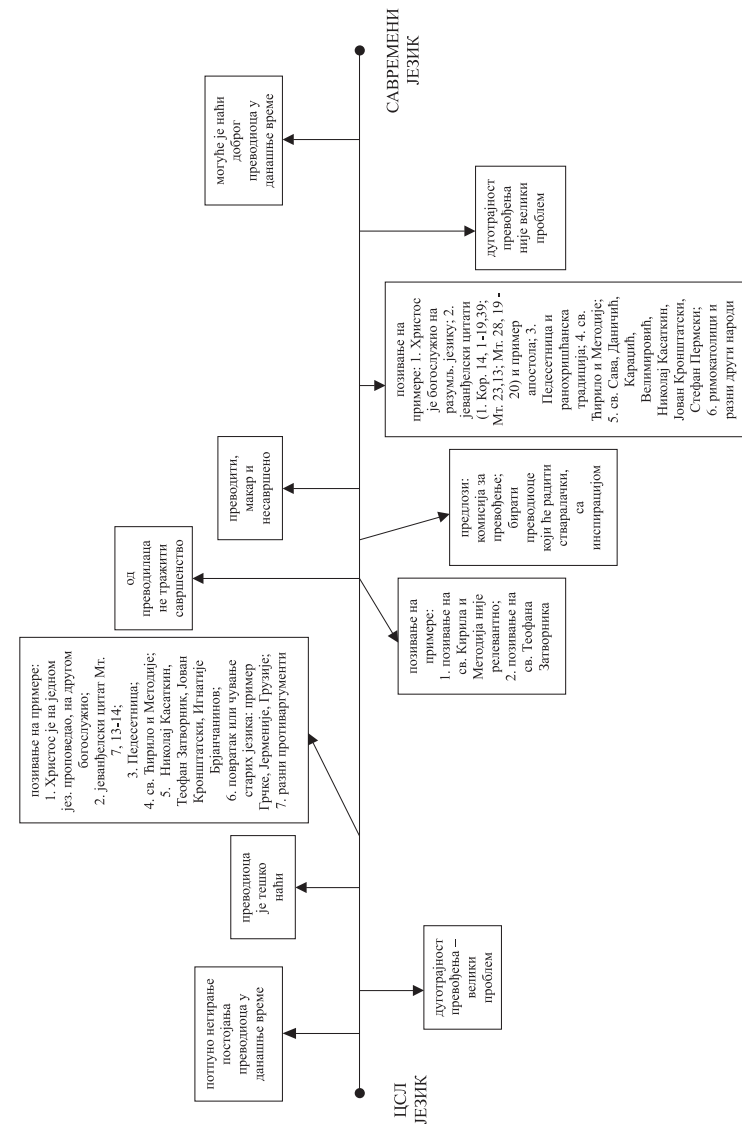 потпуно негирање
постојања
преводиоца у
данашње време
преводиоца
је тешко
наћи
позивање на примере:
1. Христос је на једном
јез. проповедао, на другом
богослужио;
2. јеванђелски цитат Мт.
7, 13-14;
3. Педесетница;
4. св. Ћирило и Методије;
5. Николај Касаткин,
Теофан Затворник, Јован
Кронштатски, Игнатије
Брјанчанинов;
6. повратак или чување
старих језика: пример
Грчке, Јерменије, Грузије;
7. разни противаргументи
од
преводилаца
не тражити
савршенство
преводити,
макар и
несавршено
могуће је наћи
доброг
преводиоца у
данашње време
ЦСЛ
ЈЕЗИК
САВРЕМЕНИ
ЈЕЗИК
дуготрајност
превођења –
велики
проблем
позивање на
примере:
1. позивање на
св. Кирила и
Методија није
релевантно;
2. позивање на
св. Теофана
Затворника
предлози:
комисија за
превођење;
бирати
преводиоце
који ће радити
стваралачки,
са
инспирацијом
позивање на
примере: 1. Христос
је богослужио на
разумљ. језику; 2.
јеванђелски цитати
(1. Кор. 14, 1-19,39;
Мт. 23,13; Мт. 28, 19 -
20) и пример
апостола; 3.
Педесетница и
ранохришћанска
традиција; 4. св.
Ћирило и Методије;
5. св. Сава, Даничић,
Караџић,
Велимировић,
Николај Касаткин,
Јован Кронштатски,
Стефан Пермски;
6. римокатолици и
разни други народи
дуготрајност
превођења
није велики
проблем